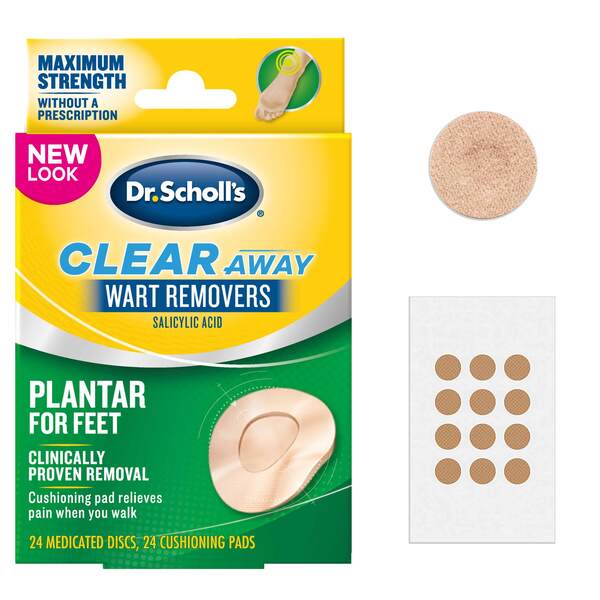 MAXIMUM
STRENGTH
WITHOUT A
PRESCRIPTION
NEW
LOOK
Dr.Scholl's®
CLEAR AWAY
WART REMOVERS
SALICYLIC ACID
PLANTAR
FOR FEET
CLINICALLY
PROVEN REMOVAL
Cushioning pad relieves
pain when you walk
24 MEDICATED DISCS, 24 CUSHIONING PADS